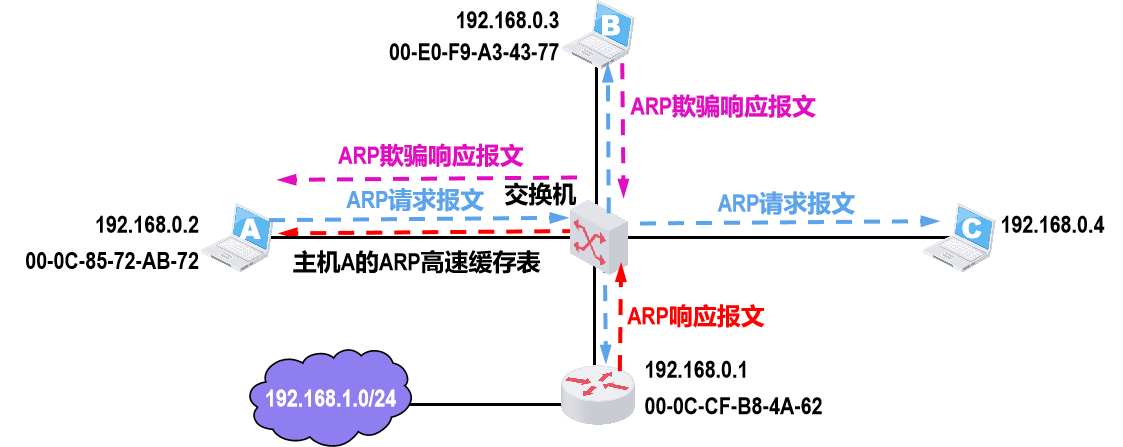 192.168.0.3
00-E0-F9-A3-43-77
B
ARP欺骗响应报文
ARP欺骗响应报文
交换机
ARP请求报文
ARP请求报文
192.168.0.2
A
C
192.168.0.4
00-0C-85-72-AB-72
主机A的ARP高速缓存表
ARP响应报文
192.168.0.1
192.168.1.0/24
00-0C-CF-B8-4A-62